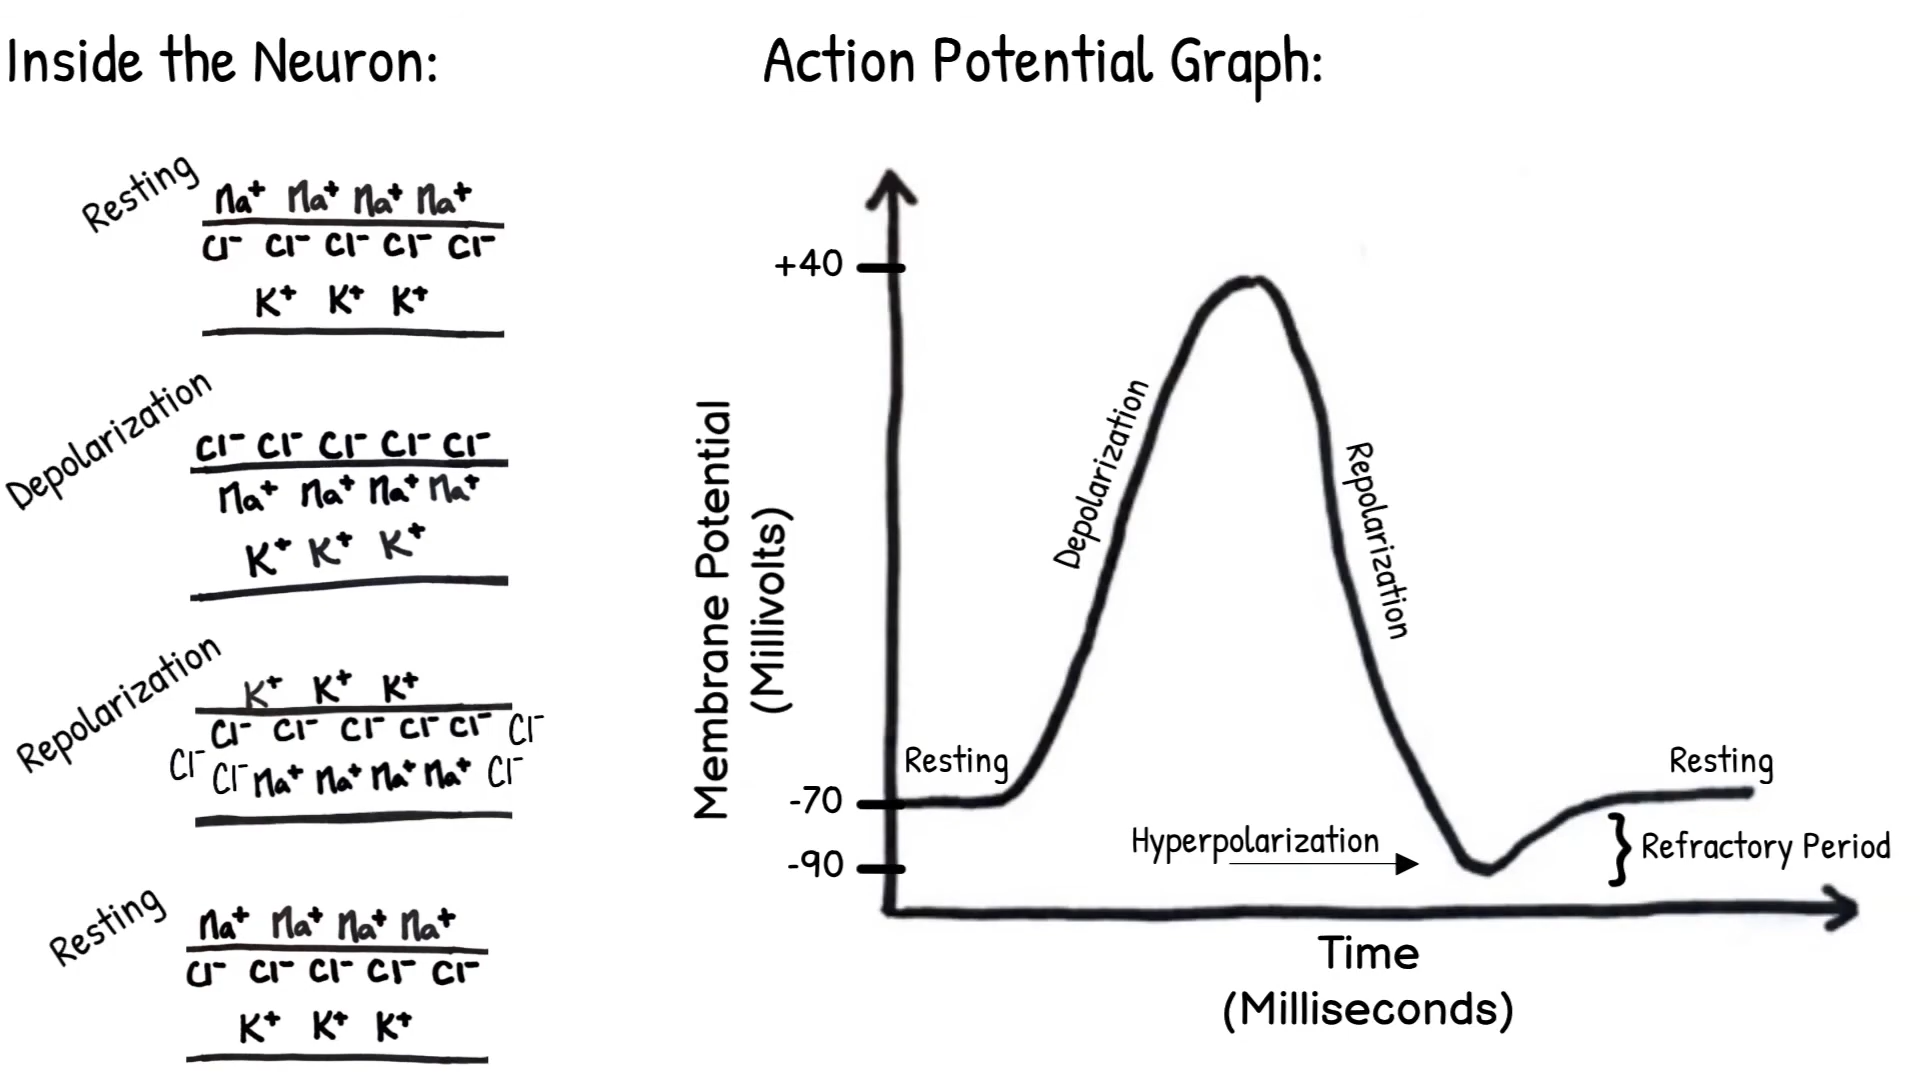 Inside the Neuron:
Resting
Na⁺ Na⁺ Na⁺ Na⁺
Cl⁻ Cl⁻ Cl⁻ Cl⁻ Cl⁻
K⁺ K⁺ K⁺
Depolarization
Cl⁻ Cl⁻ Cl⁻ Cl⁻ Cl⁻
Na⁺ Na⁺ Na⁺ Na⁺
K⁺ K⁺ K⁺
Repolarization
K⁺ K⁺ K⁺
Cl⁻ Cl⁻ Cl⁻ Cl⁻ Cl⁻ Cl⁻
Cl⁻ Cl⁻ Na⁺ Na⁺ Na⁺ Na⁺ Cl⁻
Resting
Na⁺ Na⁺ Na⁺ Na⁺
Cl⁻ Cl⁻ Cl⁻ Cl⁻ Cl⁻
K⁺ K⁺ K⁺
Action Potential Graph:
Membrane Potential
(Millivolts)
+40
-70
-90
Resting
Depolarization
Repolarization
Hyperpolarization
Resting
Refractory Period
Time
(Milliseconds)